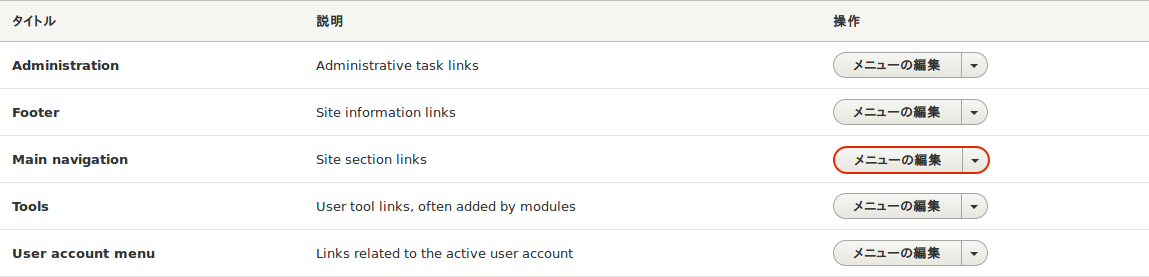 タイトル 説明 操作
Administration Administrative task links メニューの編集
Footer Site information links メニューの編集
Main navigation Site section links メニューの編集
Tools User tool links, often added by modules メニューの編集
User account menu Links related to the active user account メニューの編集